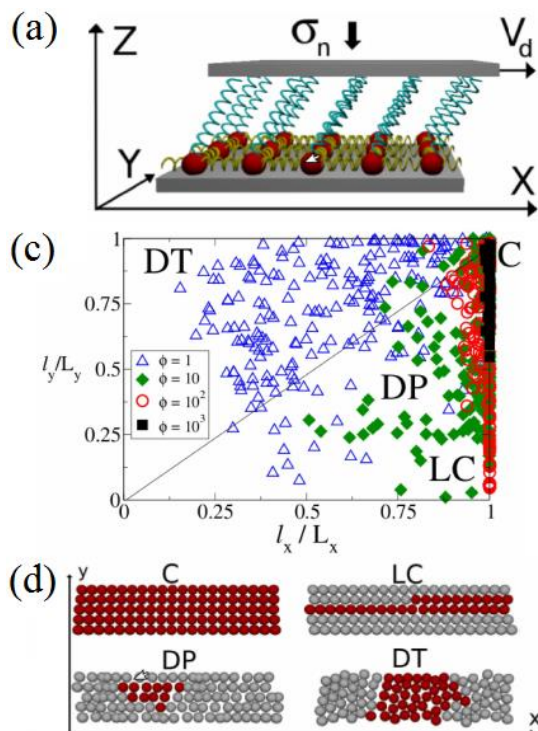 (a)
Z
σn
Vd
Y
X
(c)
1
DT
C
0.75
ly/Ly
0.5
ϕ = 1
ϕ = 10
ϕ = 10²
ϕ = 10³
DP
0.25
LC
0
0
0.25
0.5
0.75
1
lx / Lx
(d)
y
C
LC
DP
DT
x